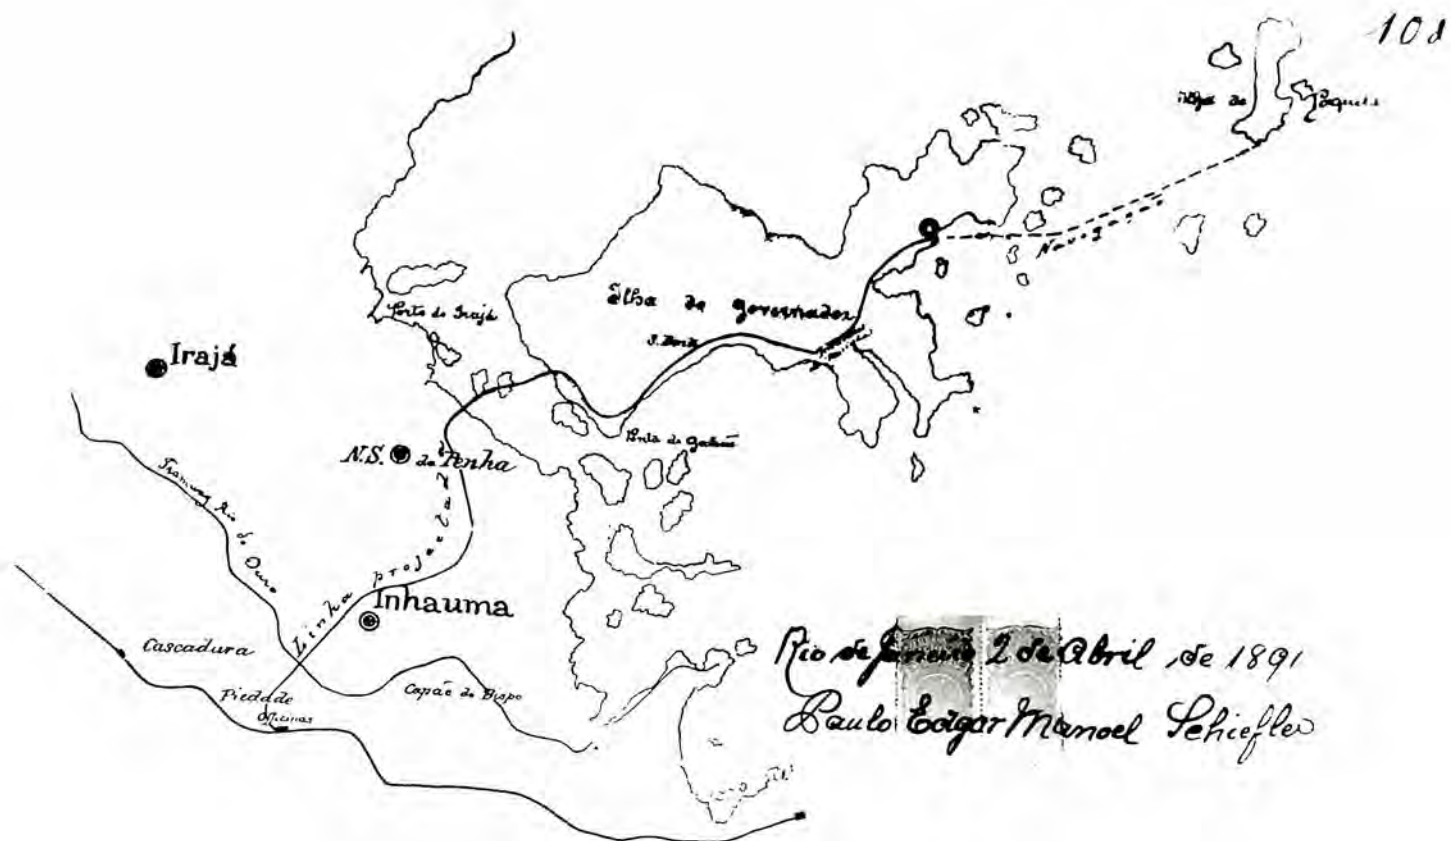 10
Ilha de Paquetá
Navega
Porto de Irajá
Ilha do Governador
Irajá
Ponta do Galeão
N.S. da Penha
Tramway Rio do Ouro
Linha projectada
Inhauma
Cascadura
Piedade
Officinas
Capão do Bispo
Rio de Janeiro 2 de Abril de 1891
Paulo Edgar Manoel Schiefler